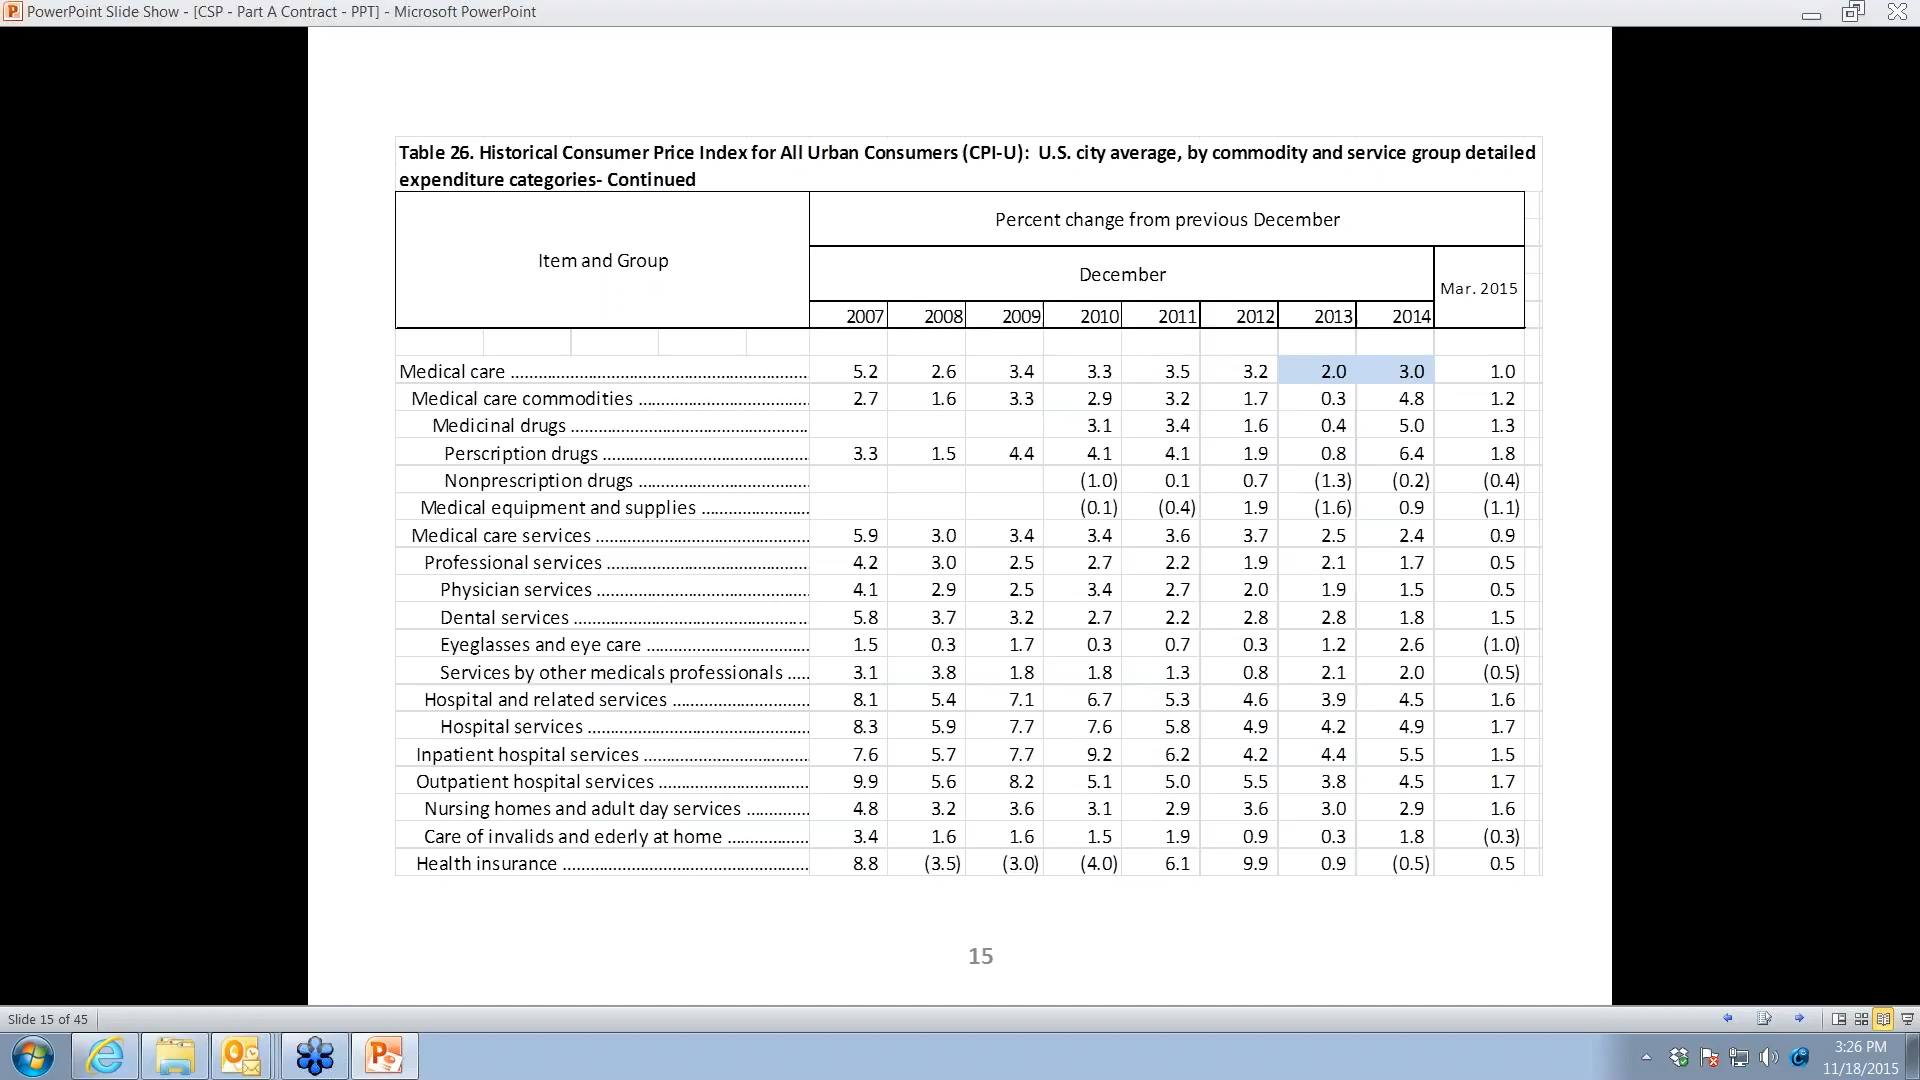 PowerPoint Slide Show - [CSP - Part A Contract - PPT] - Microsoft PowerPoint
Table 26. Historical Consumer Price Index for All Urban Consumers (CPI-U): U.S. city average, by commodity and service group detailed
expenditure categories- Continued
Item and Group
Percent change from previous December
December
Mar. 2015
2007 2008 2009 2010 2011 2012 2013 2014
Medical care 5.2 2.6 3.4 3.3 3.5 3.2 2.0 3.0 1.0
Medical care commodities 2.7 1.6 3.3 2.9 3.2 1.7 0.3 4.8 1.2
Medicinal drugs 3.1 3.4 1.6 0.4 5.0 1.3
Perscription drugs 3.3 1.5 4.4 4.1 4.1 1.9 0.8 6.4 1.8
Nonprescription drugs (1.0) 0.1 0.7 (1.3) (0.2) (0.4)
Medical equipment and supplies (0.1) (0.4) 1.9 (1.6) 0.9 (1.1)
Medical care services 5.9 3.0 3.4 3.4 3.6 3.7 2.5 2.4 0.9
Professional services 4.2 3.0 2.5 2.7 2.2 1.9 2.1 1.7 0.5
Physician services 4.1 2.9 2.5 3.4 2.7 2.0 1.9 1.5 0.5
Dental services 5.8 3.7 3.2 2.7 2.2 2.8 2.8 1.8 1.5
Eyeglasses and eye care 1.5 0.3 1.7 0.3 0.7 0.3 1.2 2.6 (1.0)
Services by other medicals professionals 3.1 3.8 1.8 1.8 1.3 0.8 2.1 2.0 (0.5)
Hospital and related services 8.1 5.4 7.1 6.7 5.3 4.6 3.9 4.5 1.6
Hospital services 8.3 5.9 7.7 7.6 5.8 4.9 4.2 4.9 1.7
Inpatient hospital services 7.6 5.7 7.7 9.2 6.2 4.2 4.4 5.5 1.5
Outpatient hospital services 9.9 5.6 8.2 5.1 5.0 5.5 3.8 4.5 1.7
Nursing homes and adult day services 4.8 3.2 3.6 3.1 2.9 3.6 3.0 2.9 1.6
Care of invalids and ederly at home 3.4 1.6 1.6 1.5 1.9 0.9 0.3 1.8 (0.3)
Health insurance 8.8 (3.5) (3.0) (4.0) 6.1 9.9 0.9 (0.5) 0.5
15
Slide 15 of 45
3:26 PM
11/18/2015